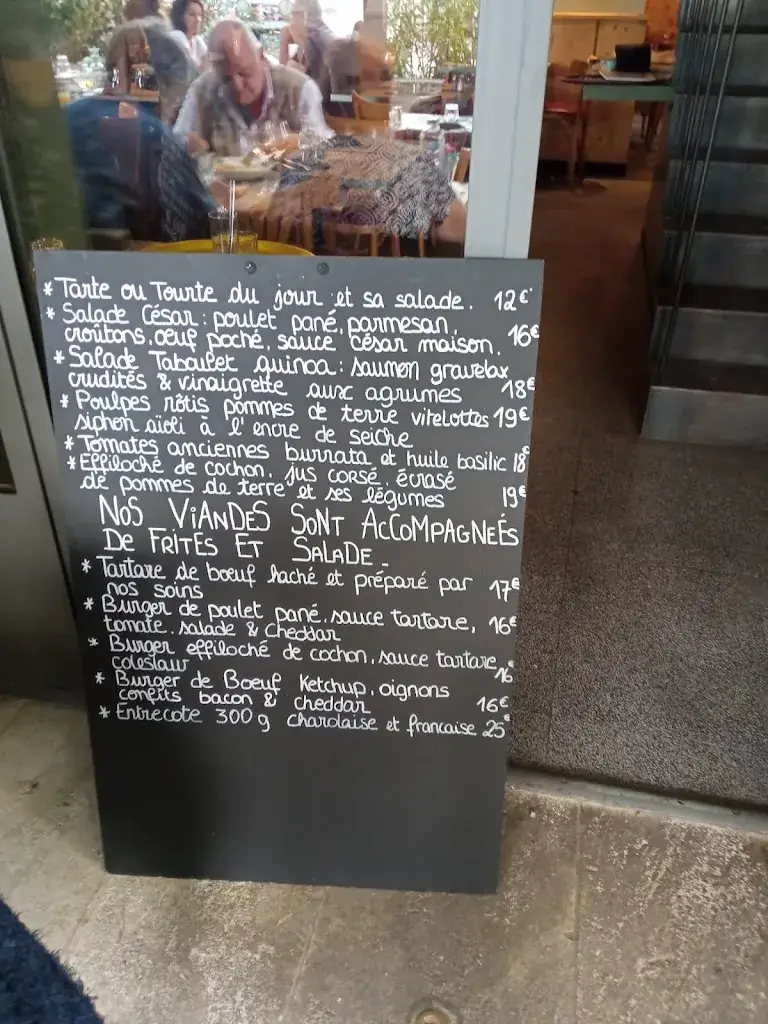 * Tarte ou Tourte du jour et sa salade. 12€
* Salade César : poulet pané, parmesan,
croûtons, oeuf poché, sauce césar maison. 16€
* Salade Taboulet quinoa : saumon gravelax
crudités & vinaigrette aux agrumes 18€
* Poulpes rôtis pommes de terre vitelottes 19€
siphon aïoli à l'encre de seiche
* Tomates anciennes burrata et huile basilic 18€
* Effiloché de cochon, jus corsé, écrasé
de pommes de terre et ses légumes 19€
NOS ViANDES SONT ACCOMPAGNEÉS
DE FRITES ET SALADE.
* Tartare de boeuf haché et préparé par
nos soins 17€
* Burger de poulet pané, sauce tartare,
tomate, salade & Cheddar 16€
* Burger effiloché de cochon, sauce tartare,
coleslaw 16
* Burger de Boeuf Ketchup, oignons
confits bacon & cheddar 16€
* Entrecote 300g charolaise et francaise 25€